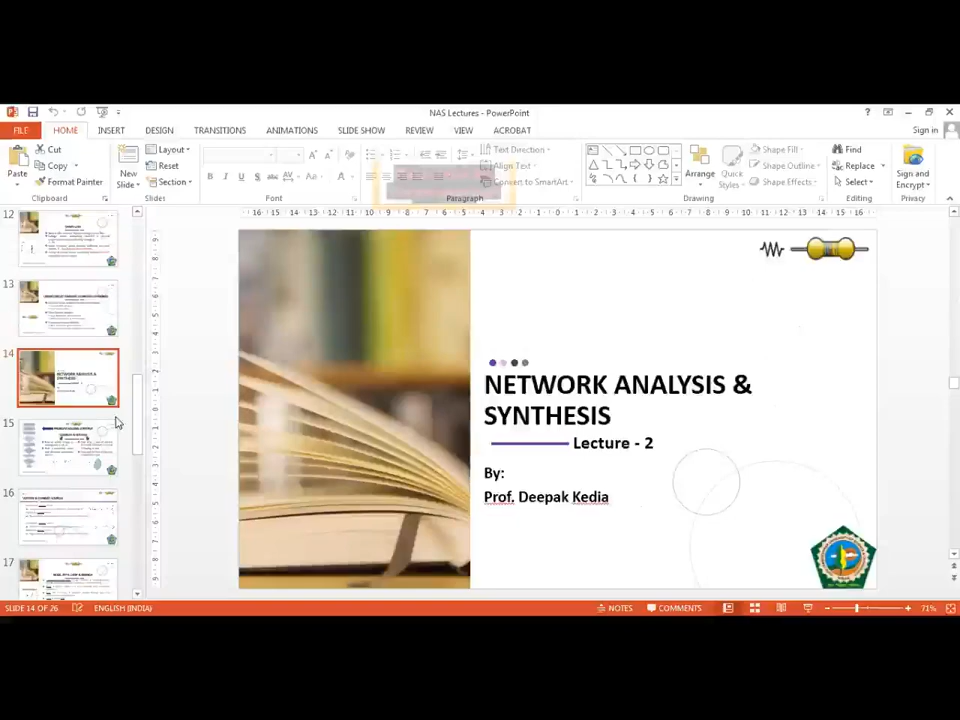 NAS Lectures - PowerPoint
Sign in
FILE HOME INSERT DESIGN TRANSITIONS ANIMATIONS SLIDE SHOW REVIEW VIEW ACROBAT
Paste
Cut
Copy
Format Painter
Clipboard
New Slide
Layout
Reset
Section
Slides
Font
Text Direction
Align Text
Convert to SmartArt
Paragraph
Arrange
Quick Styles
Shape Fill
Shape Outline
Shape Effects
Drawing
Find
Replace
Select
Editing
Sign and Encrypt
Privacy
12
13
14
15
16
17
NETWORK ANALYSIS &
SYNTHESIS
Lecture - 2
By:
Prof. Deepak Kedia
SLIDE 14 OF 26 ENGLISH (INDIA) NOTES COMMENTS 71%